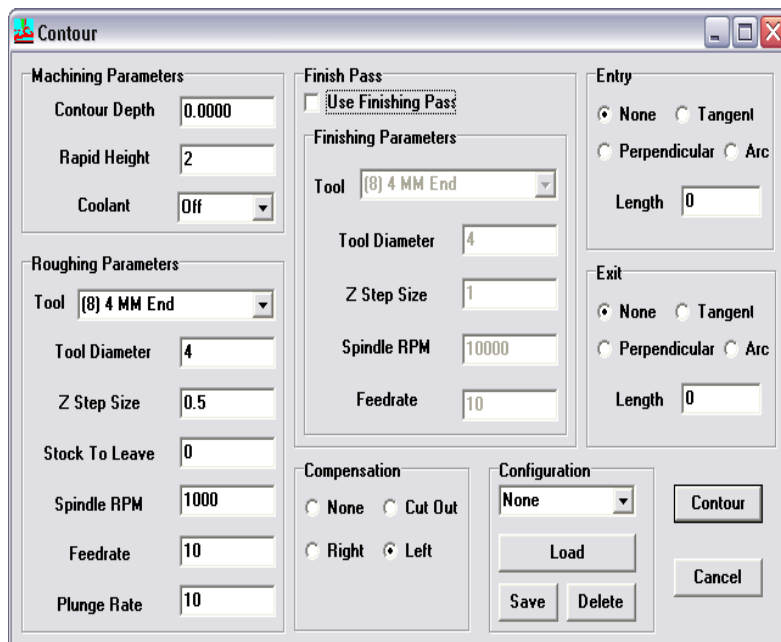 Contour
Machining Parameters
Contour Depth 0.0000
Rapid Height 2
Coolant Off
Roughing Parameters
Tool (8) 4 MM End
Tool Diameter 4
Z Step Size 0.5
Stock To Leave 0
Spindle RPM 1000
Feedrate 10
Plunge Rate 10
Finish Pass
Use Finishing Pass
Finishing Parameters
Tool (8) 4 MM End
Tool Diameter 4
Z Step Size 1
Spindle RPM 10000
Feedrate 10
Compensation
None Cut Out
Right Left
Configuration
None
Load
Save Delete
Entry
None Tangent
Perpendicular Arc
Length 0
Exit
None Tangent
Perpendicular Arc
Length 0
Contour
Cancel